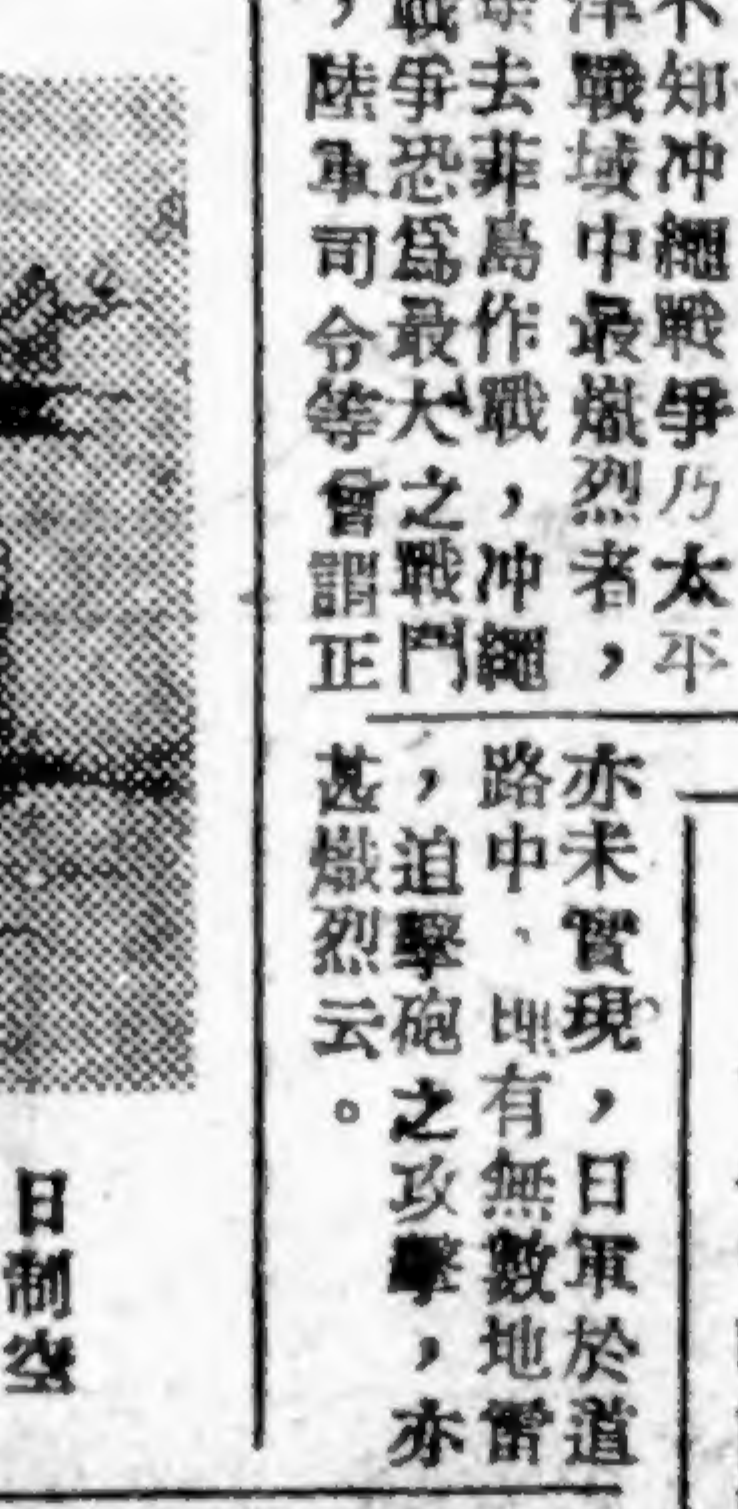 不知冲繩戰爭乃太平
洋戰域中最熾烈者，
去菲島作戰，冲繩
戰爭恐爲最大之戰鬥
，陸軍司令等曾謂正
亦未實現，日軍於道
路中、有無數地雷
，迫擊砲之攻擊，亦
甚熾烈云。
日制空